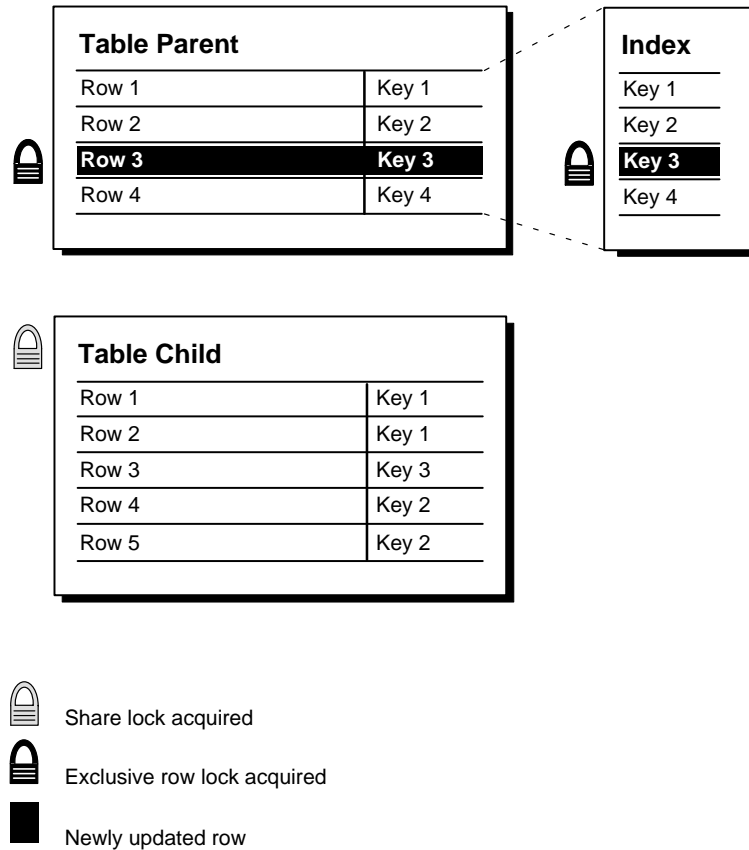 Table Parent
Row 1 Key 1
Row 2 Key 2
Row 3 Key 3
Row 4 Key 4
Index
Key 1
Key 2
Key 3
Key 4
Table Child
Row 1 Key 1
Row 2 Key 1
Row 3 Key 3
Row 4 Key 2
Row 5 Key 2
Share lock acquired
Exclusive row lock acquired
Newly updated row